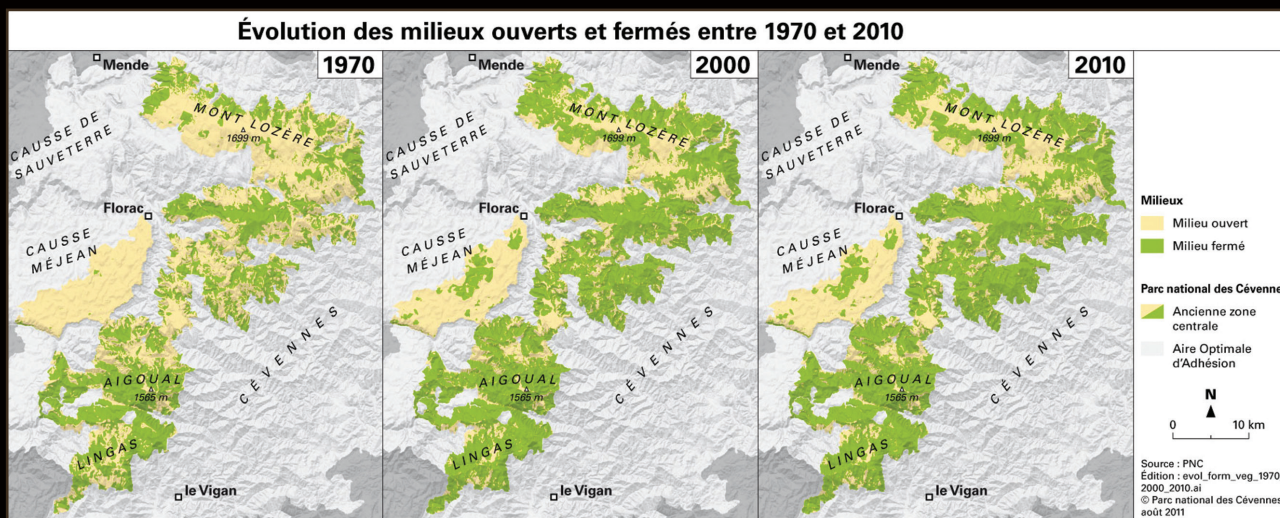 Évolution des milieux ouverts et fermés entre 1970 et 2010
1970
Mende
MONT LOZÈRE
1699 m
CAUSSE DE
SAUVETERRE
Florac
CAUSSE
MÉJEAN
CÉVENNES
AIGOUAL
1565 m
LINGAS
le Vigan
2000
Mende
MONT LOZÈRE
1699 m
CAUSSE DE
SAUVETERRE
Florac
CAUSSE
MÉJEAN
CÉVENNES
AIGOUAL
1565 m
LINGAS
le Vigan
2010
Mende
MONT LOZÈRE
1699 m
CAUSSE DE
SAUVETERRE
Florac
CAUSSE
MÉJEAN
CÉVENNES
AIGOUAL
1565 m
LINGAS
le Vigan
Milieux
Milieu ouvert
Milieu fermé
Parc national des Cévenne
Ancienne zone
centrale
Aire Optimale
d'Adhésion
N
0 10 km
Source : PNC
Édition : evol_form_veg_1970
2000_2010.ai
© Parc national des Cévennes
août 2011